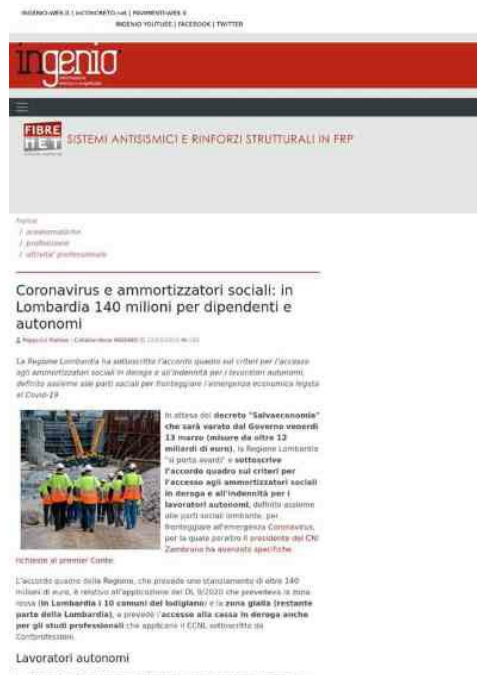 INGENIO-WEB.it | INCONCRETO.net | PAVIMENTI-WEB.it
INGENIO YOUTUBE | FACEBOOK | TWITTER
ingenio
FIBRE
NET
SISTEMI ANTISISMICI E RINFORZI STRUTTURALI IN FRP
/ professione
/ attivita' professionale
Coronavirus e ammortizzatori sociali: in
Lombardia 140 milioni per dipendenti e
autonomi
Peppucci Matteo - Collaboratore INGENIO
La Regione Lombardia ha sottoscritto l'accordo quadro sui criteri per l'accesso
agli ammortizzatori sociali in deroga e all'indennità per i lavoratori autonomi,
definito assieme alle parti sociali per fronteggiare l'emergenza economica legata
al Covid-19
In attesa del decreto "Salvaeconomia"
che sarà varato dal Governo venerdì
13 marzo (misure da oltre 12
miliardi di euro), la Regione Lombardia
"si porta avanti" e sottoscrive
l'accordo quadro sui criteri per
l'accesso agli ammortizzatori sociali
in deroga e all'indennità per i
lavoratori autonomi, definito assieme
alle parti sociali lombarde, per
fronteggiare all'emergenza Coronavirus,
per la quale peraltro il presidente del CNI
Zambrano ha avanzato specifiche
richieste al premier Conte.
L'accordo quadro della Regione, che prevede uno stanziamento di oltre 140
milioni di euro, è relativo all'applicazione del DL 9/2020 che prevedeva la zona
rossa (in Lombardia i 10 comuni del lodigiano) e la zona gialla (restante
parte della Lombardia), e prevede l'accesso alla cassa in deroga anche
per gli studi professionali che applicano il CCNL sottoscritto da
Confprofessioni.
Lavoratori autonomi